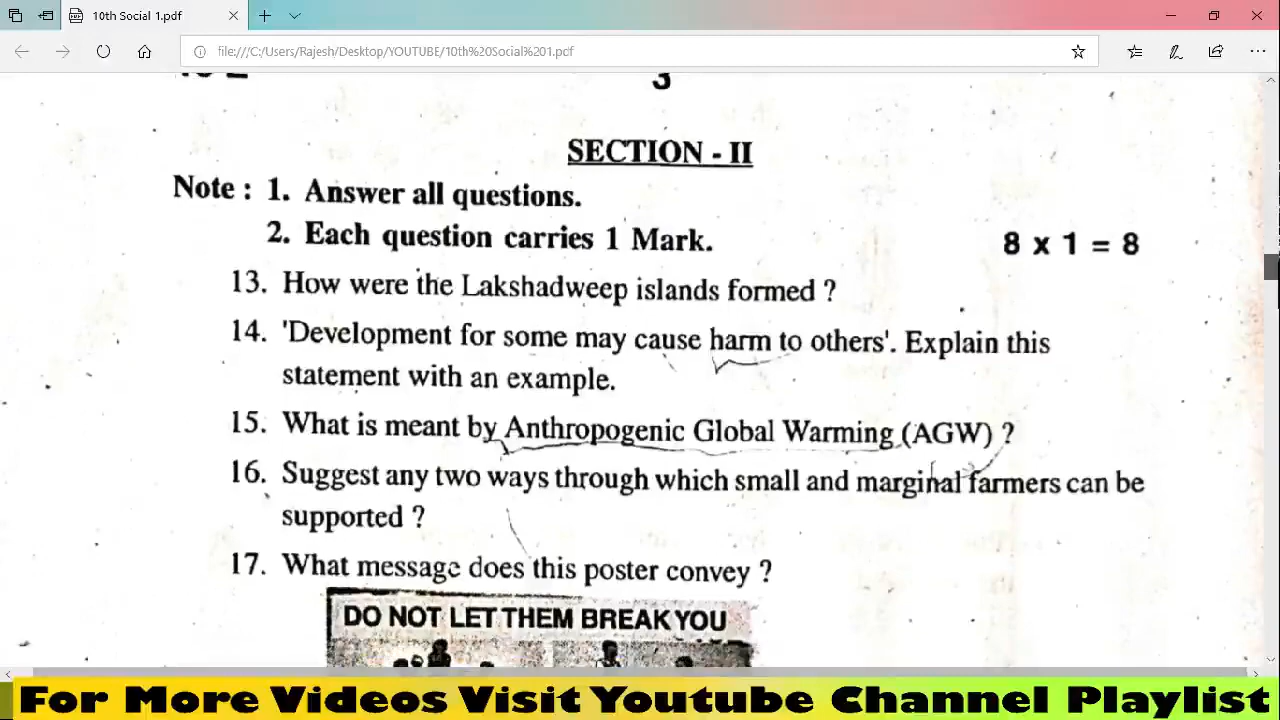 10th Social 1.pdf
file:///C:/Users/Rajesh/Desktop/YOUTUBE/10th%20Social%201.pdf
3
SECTION - II
Note : 1. Answer all questions.
2. Each question carries 1 Mark.
8 x 1 = 8
13. How were the Lakshadweep islands formed ?
14. 'Development for some may cause harm to others'. Explain this
statement with an example.
15. What is meant by Anthropogenic Global Warming (AGW) ?
16. Suggest any two ways through which small and marginal farmers can be
supported ?
17. What message does this poster convey ?
DO NOT LET THEM BREAK YOU
For More Videos Visit Youtube Channel Playlist